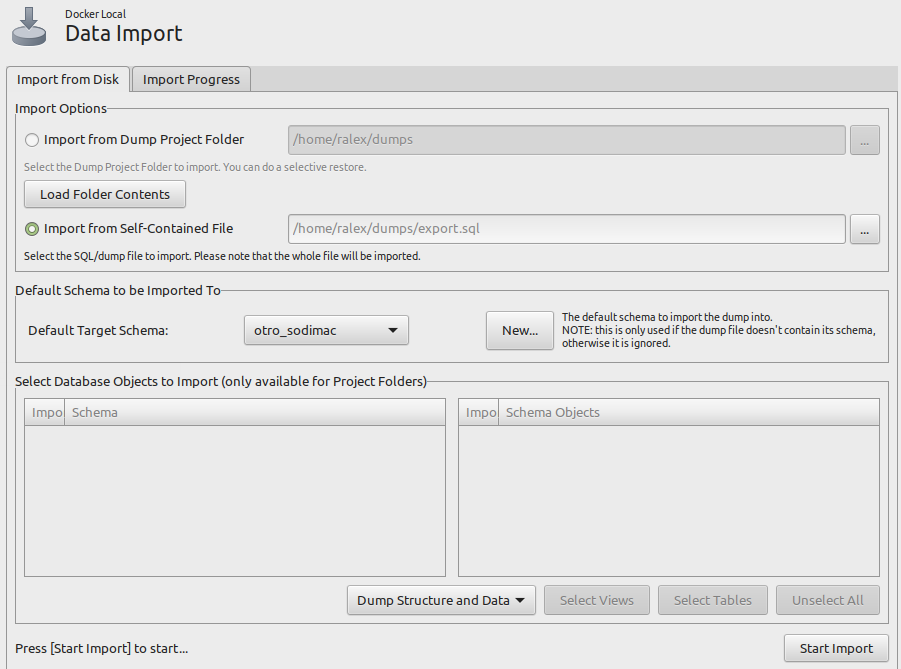 Docker Local
Data Import
Import from Disk
Import Progress
Import Options
Import from Dump Project Folder
/home/ralex/dumps
...
Select the Dump Project Folder to import. You can do a selective restore.
Load Folder Contents
Import from Self-Contained File
/home/ralex/dumps/export.sql
...
Select the SQL/dump file to import. Please note that the whole file will be imported.
Default Schema to be Imported To
Default Target Schema:
otro_sodimac
New...
The default schema to import the dump into.
NOTE: this is only used if the dump file doesn't contain its schema,
otherwise it is ignored.
Select Database Objects to Import (only available for Project Folders)
Impo
Schema
Impo
Schema Objects
Dump Structure and Data
Select Views
Select Tables
Unselect All
Press [Start Import] to start...
Start Import